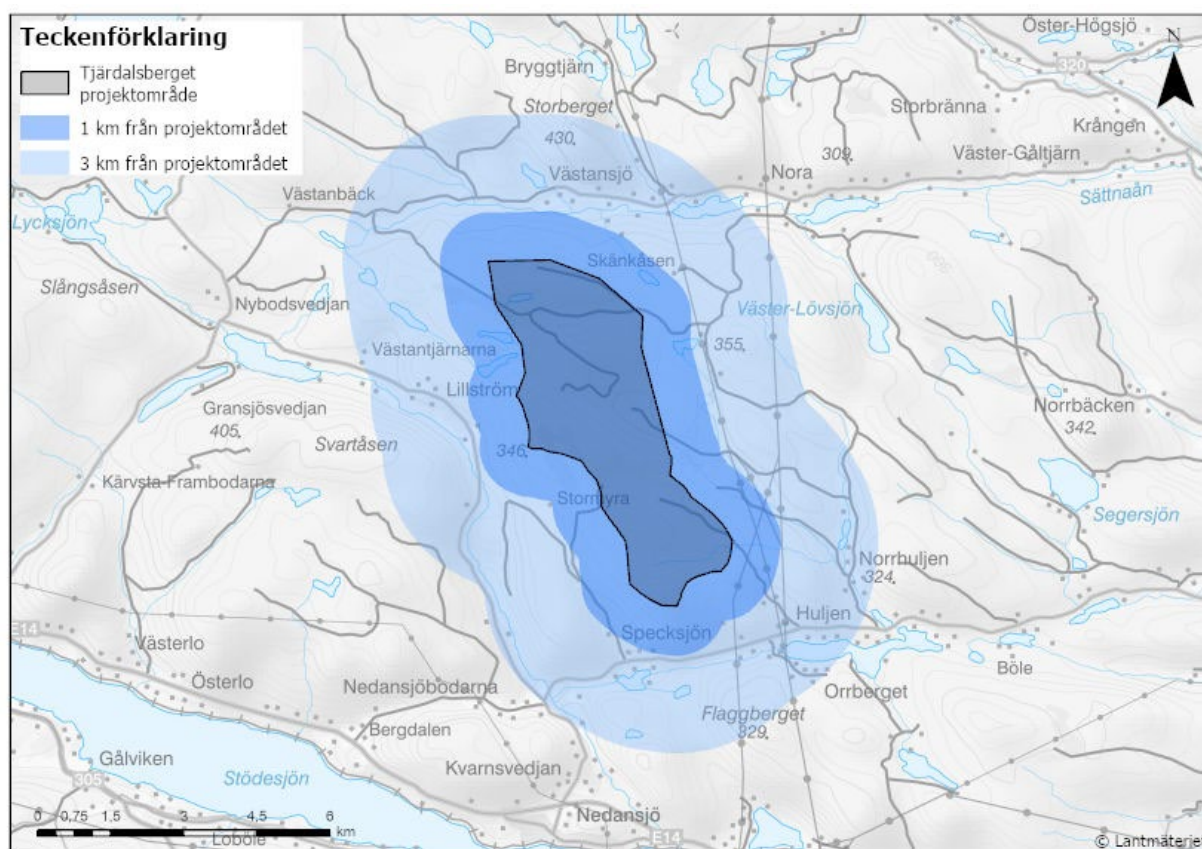 Teckenförklaring
Tjärdalsberget
projektområde
1 km från projektområdet
3 km från projektområdet
Öster-Högsjö
N
320
Bryggtjärn
Storberget
430
Storbränna
Krången
309
Väster-Gåltjärn
Västansjö
Nora
Västanbäck
Sättnaån
Lycksjön
Skänkåsen
Slångsåsen
Nybodsvedjan
Väster-Lövsjön
Västantjärnarna
355
Lillström
Gransjösvedjan
405
Svartåsen
Norrbäcken
342
346
Kärvsta-Frambodarna
Stormyra
Segersjön
Norrhuljen
324
Huljen
E14
Specksjön
Västerlo
Österlo
Nedansjöbodarna
Böle
Orrberget
Flaggberget
329
Bergdalen
Gålviken
Kvarnsvedjan
305
Stödesjön
Nedansjö
0 0,75 1,5 3 4,5 6
km
Loböle
E14
© Lantmäteriet